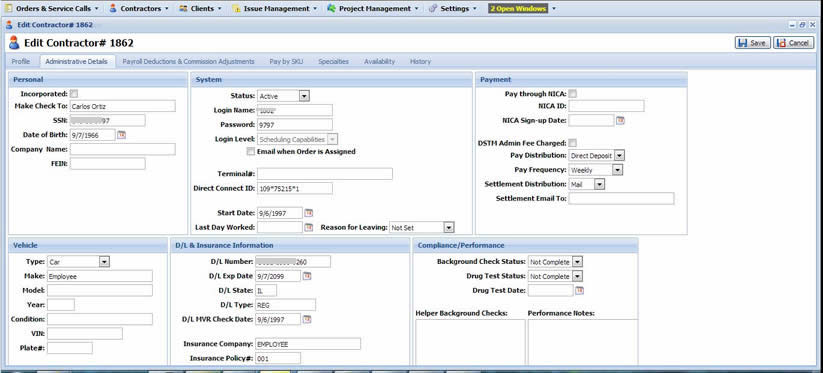 Orders & Service Calls Contractors Clients Issue Management Project Management Settings 2 Open Windows
Edit Contractor# 1862
Edit Contractor# 1862 Save Cancel
Profile Administrative Details Payroll Deductions & Commission Adjustments Pay by SKU Specialties Availability History
Personal
Incorporated:
Make Check To: Carlos Ortiz
SSN: 97
Date of Birth: 9/7/1966
Company Name:
FEIN:
System
Status: Active
Login Name:
Password: 9797
Login Level: Scheduling Capabilities
Email when Order is Assigned
Terminal#:
Direct Connect ID: 109*75215*1
Start Date: 9/6/1997
Last Day Worked: Reason for Leaving: Not Set
Payment
Pay through NICA:
NICA ID:
NICA Sign-up Date:
DSTM Admin Fee Charged:
Pay Distribution: Direct Deposit
Pay Frequency: Weekly
Settlement Distribution: Mail
Settlement Email To:
Vehicle
Type: Car
Make: Employee
Model:
Year:
Condition:
VIN:
Plate#:
D/L & Insurance Information
D/L Number: 260
D/L Exp Date: 9/7/2099
D/L State: IL
D/L Type: REG
D/L MVR Check Date: 9/6/1997
Insurance Company: EMPLOYEE
Insurance Policy#: 001
Compliance/Performance
Background Check Status: Not Complete
Drug Test Status: Not Complete
Drug Test Date:
Helper Background Checks: Performance Notes: